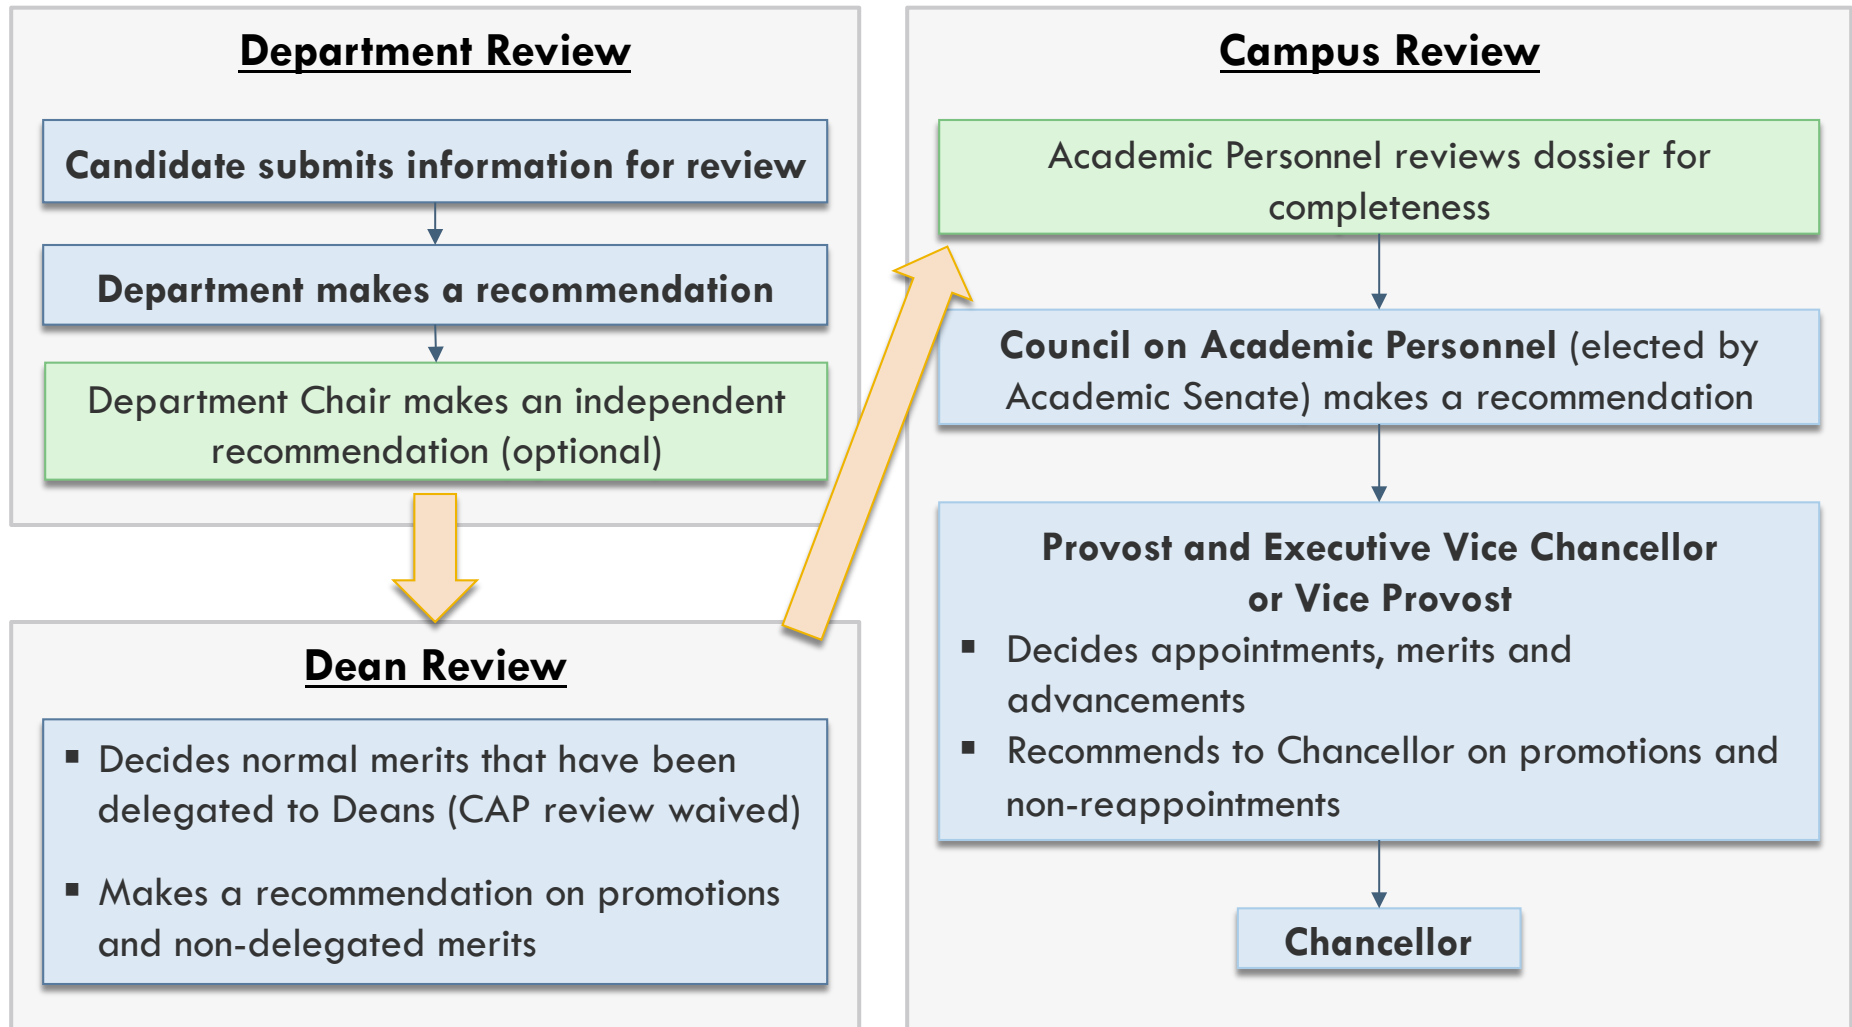 Department Review
Candidate submits information for review
Department makes a recommendation
Department Chair makes an independent
recommendation (optional)
Dean Review
▪ Decides normal merits that have been
delegated to Deans (CAP review waived)
▪ Makes a recommendation on promotions
and non-delegated merits
Campus Review
Academic Personnel reviews dossier for
completeness
Council on Academic Personnel (elected by
Academic Senate) makes a recommendation
Provost and Executive Vice Chancellor
or Vice Provost
▪ Decides appointments, merits and
advancements
▪ Recommends to Chancellor on promotions and
non-reappointments
Chancellor